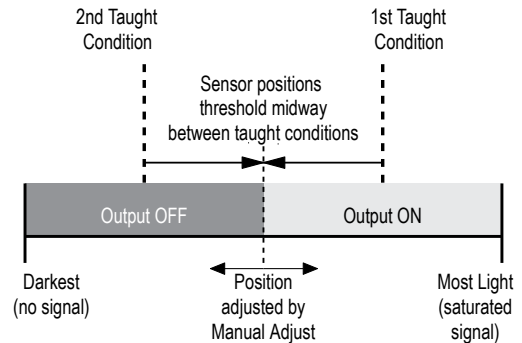 2nd Taught
Condition
1st Taught
Condition
Sensor positions
threshold midway
between taught conditions
Output OFF
Output ON
Darkest
(no signal)
Position
adjusted by
Manual Adjust
Most Light
(saturated
signal)